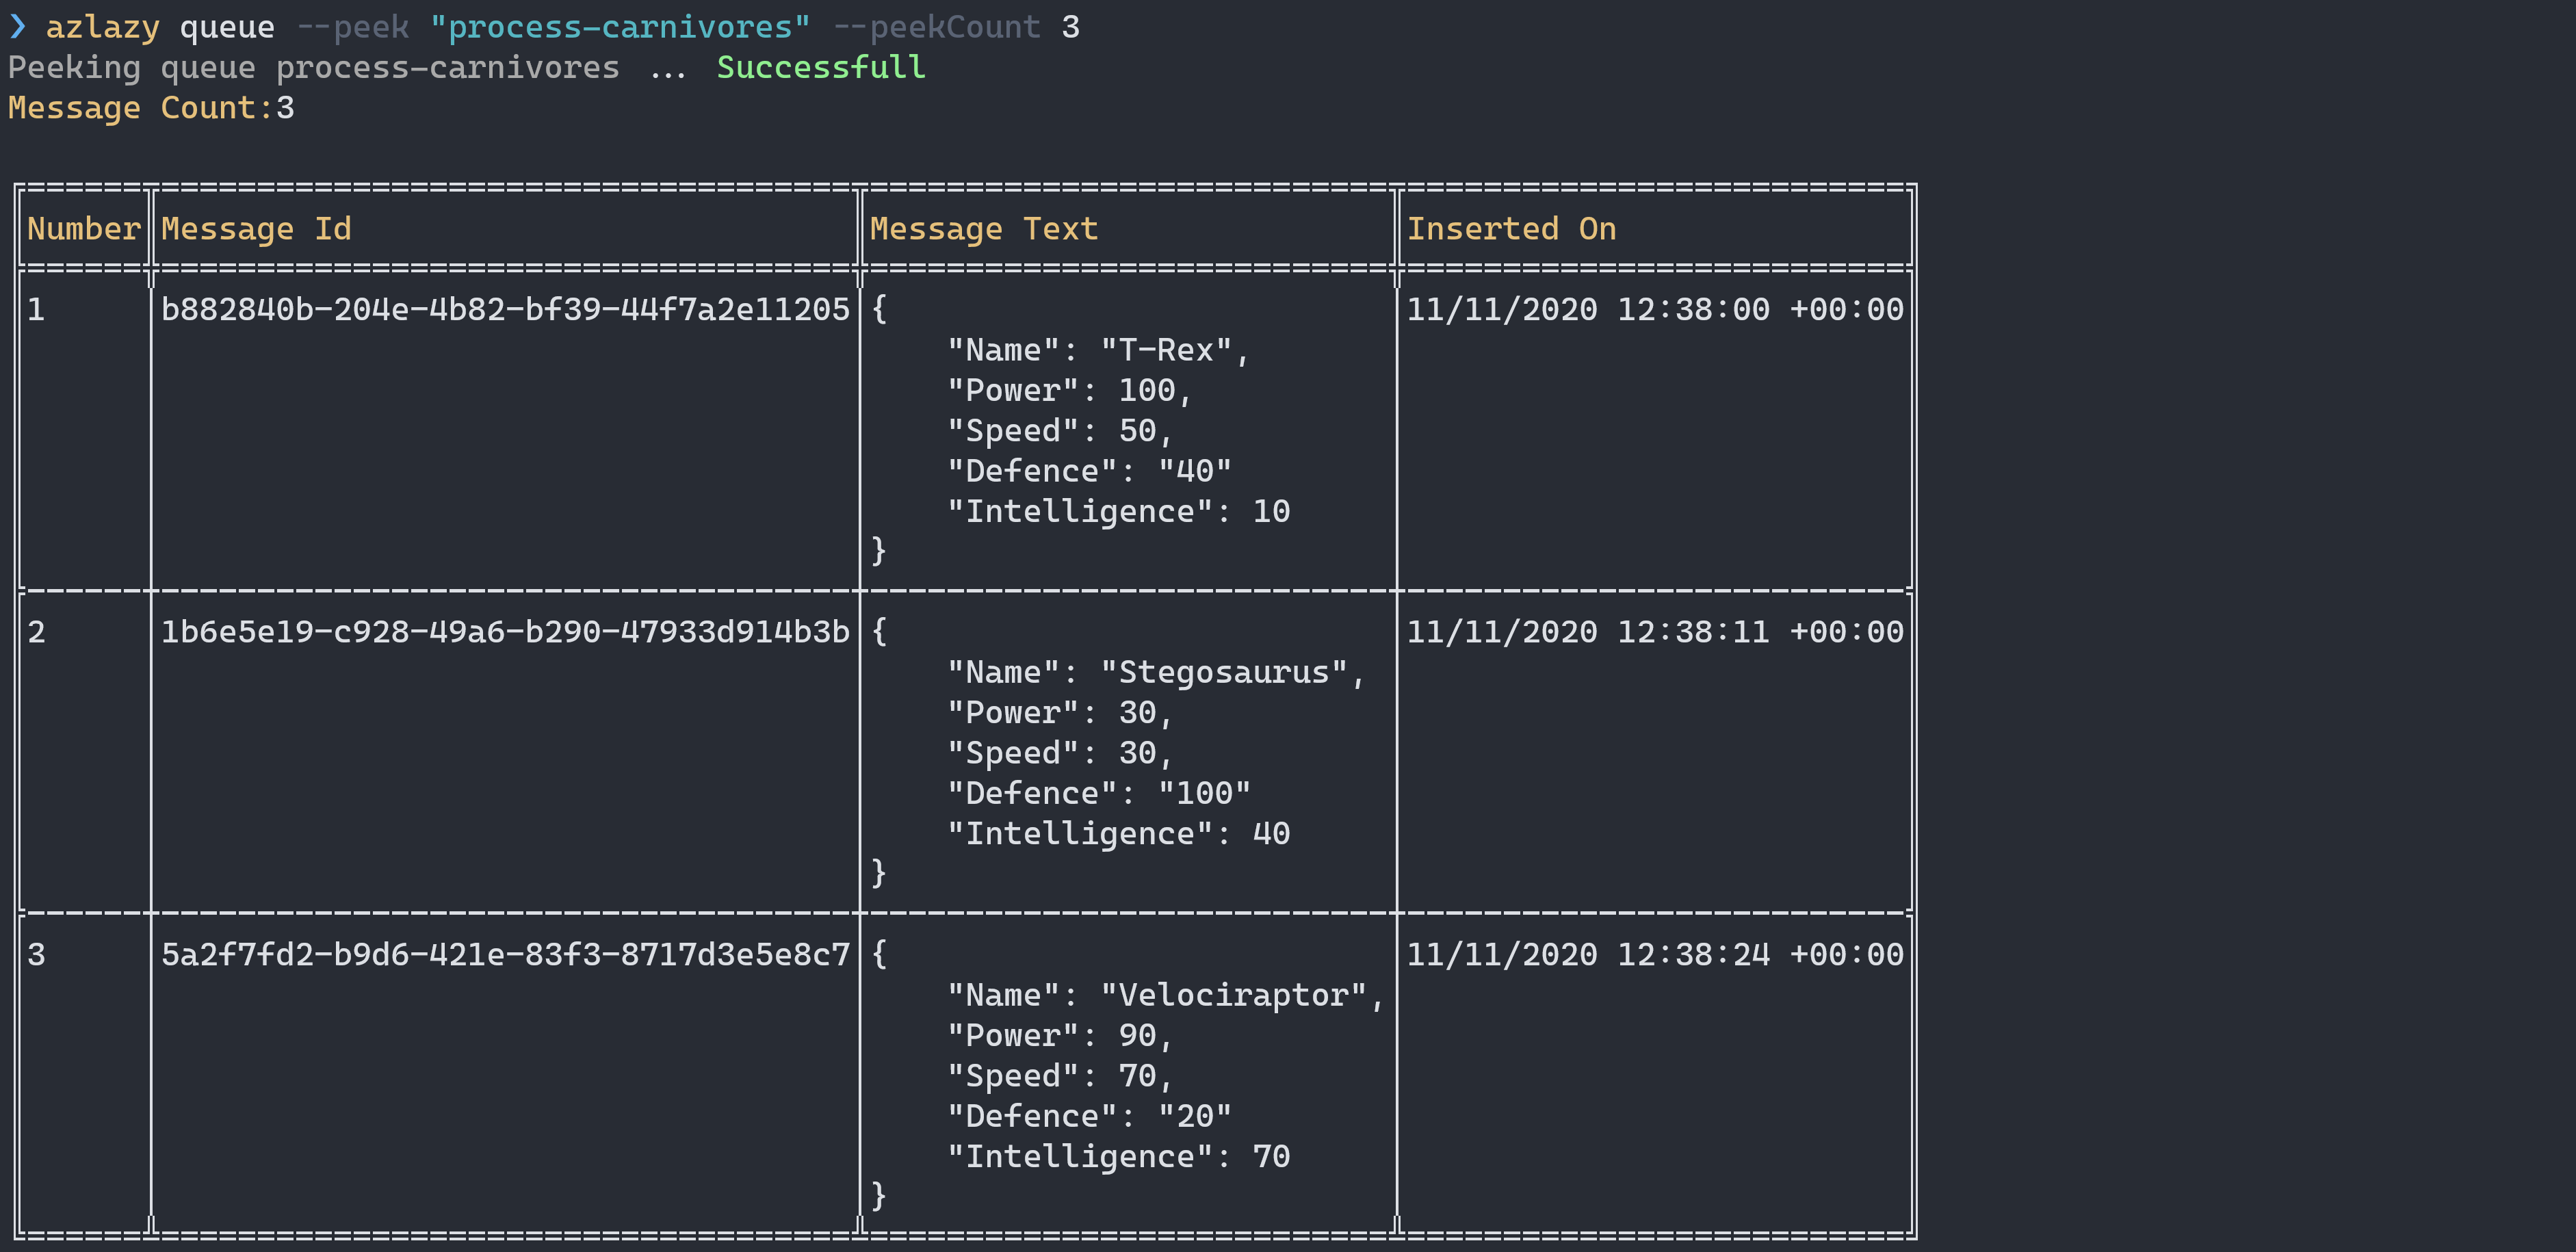 ❯ azlazy queue --peek "process-carnivores" --peekCount 3
Peeking queue process-carnivores ... Successfull
Message Count:3
Number Message Id Message Text Inserted On
1 b882840b-204e-4b82-bf39-44f7a2e11205 { 11/11/2020 12:38:00 +00:00
"Name": "T-Rex",
"Power": 100,
"Speed": 50,
"Defence": "40"
"Intelligence": 10
}
2 1b6e5e19-c928-49a6-b290-47933d914b3b { 11/11/2020 12:38:11 +00:00
"Name": "Stegosaurus",
"Power": 30,
"Speed": 30,
"Defence": "100"
"Intelligence": 40
}
3 5a2f7fd2-b9d6-421e-83f3-8717d3e5e8c7 { 11/11/2020 12:38:24 +00:00
"Name": "Velociraptor",
"Power": 90,
"Speed": 70,
"Defence": "20"
"Intelligence": 70
}